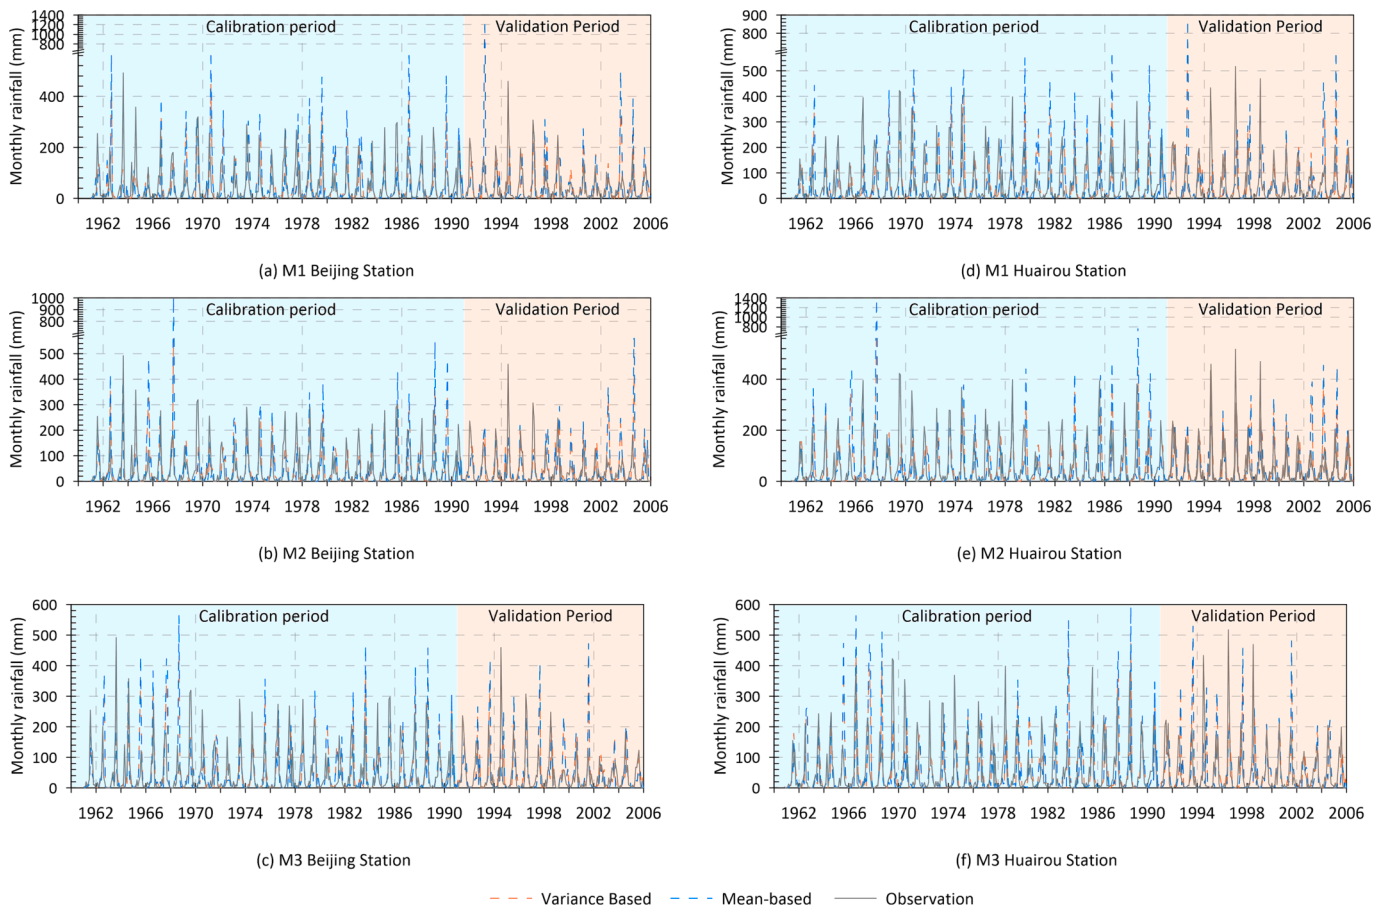 Monthly rainfall (mm)
1400
1200
1000
800
400
200
0
Calibration period
Validation Period
1962 1966 1970 1974 1978 1982 1986 1990 1994 1998 2002 2006
(a) M1 Beijing Station
Monthly rainfall (mm)
900
800
500
400
300
200
100
0
Calibration period
Validation Period
1962 1966 1970 1974 1978 1982 1986 1990 1994 1998 2002 2006
(d) M1 Huairou Station
Monthly rainfall (mm)
1000
900
800
500
400
300
200
100
0
Calibration period
Validation Period
1962 1966 1970 1974 1978 1982 1986 1990 1994 1998 2002 2006
(b) M2 Beijing Station
Monthly rainfall (mm)
1400
1200
1000
800
400
200
0
Calibration period
Validation Period
1962 1966 1970 1974 1978 1982 1986 1990 1994 1998 2002 2006
(e) M2 Huairou Station
Monthly rainfall (mm)
600
500
400
300
200
100
0
Calibration period
Validation Period
1962 1966 1970 1974 1978 1982 1986 1990 1994 1998 2002 2006
(c) M3 Beijing Station
Monthly rainfall (mm)
600
500
400
300
200
100
0
Calibration period
Validation Period
1962 1966 1970 1974 1978 1982 1986 1990 1994 1998 2002 2006
(f) M3 Huairou Station
Variance Based Mean-based Observation